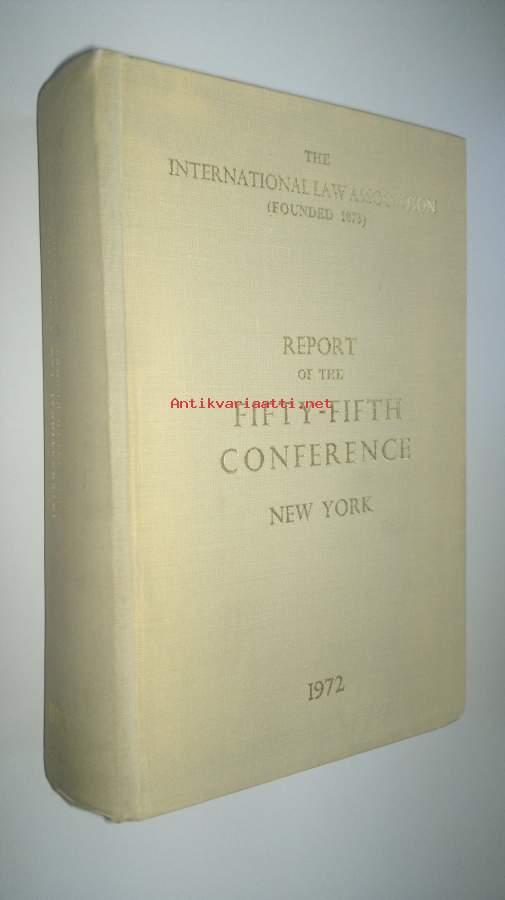 THE
INTERNATIONAL LAW ASSOCIATION
(FOUNDED 1873)
REPORT
OF THE
Antikvariaatti.net
FIFTY-FIFTH
CONFERENCE
NEW YORK
1972